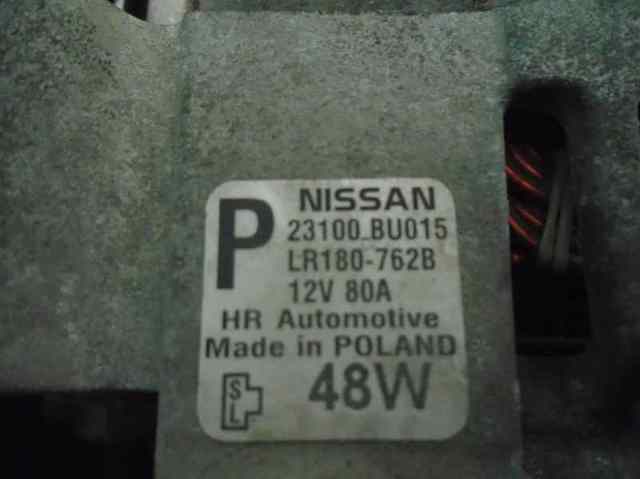 P
NISSAN
23100 BU015
LR180-762B
12V 80A
HR Automotive
Made in POLAND
S
L
48W